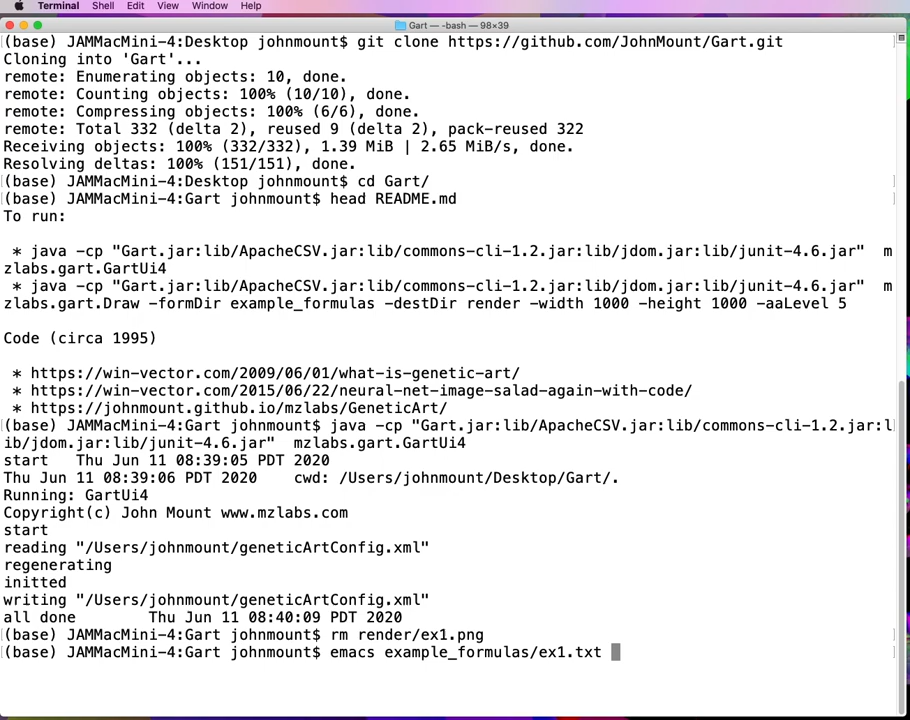 Terminal Shell Edit View Window Help
Gart — -bash — 98×39
(base) JAMMacMini-4:Desktop johnmount$ git clone https://github.com/JohnMount/Gart.git
Cloning into 'Gart'...
remote: Enumerating objects: 10, done.
remote: Counting objects: 100% (10/10), done.
remote: Compressing objects: 100% (6/6), done.
remote: Total 332 (delta 2), reused 9 (delta 2), pack-reused 322
Receiving objects: 100% (332/332), 1.39 MiB | 2.65 MiB/s, done.
Resolving deltas: 100% (151/151), done.
(base) JAMMacMini-4:Desktop johnmount$ cd Gart/
(base) JAMMacMini-4:Gart johnmount$ head README.md
To run:
* java -cp "Gart.jar:lib/ApacheCSV.jar:lib/commons-cli-1.2.jar:lib/jdom.jar:lib/junit-4.6.jar" m
zlabs.gart.GartUi4
* java -cp "Gart.jar:lib/ApacheCSV.jar:lib/commons-cli-1.2.jar:lib/jdom.jar:lib/junit-4.6.jar" m
zlabs.gart.Draw -formDir example_formulas -destDir render -width 1000 -height 1000 -aaLevel 5
Code (circa 1995)
* https://win-vector.com/2009/06/01/what-is-genetic-art/
* https://win-vector.com/2015/06/22/neural-net-image-salad-again-with-code/
* https://johnmount.github.io/mzlabs/GeneticArt/
(base) JAMMacMini-4:Gart johnmount$ java -cp "Gart.jar:lib/ApacheCSV.jar:lib/commons-cli-1.2.jar:l
ib/jdom.jar:lib/junit-4.6.jar" mzlabs.gart.GartUi4
start Thu Jun 11 08:39:05 PDT 2020
Thu Jun 11 08:39:06 PDT 2020 cwd: /Users/johnmount/Desktop/Gart/.
Running: GartUi4
Copyright(c) John Mount www.mzlabs.com
start
reading "/Users/johnmount/geneticArtConfig.xml"
regenerating
initted
writing "/Users/johnmount/geneticArtConfig.xml"
all done Thu Jun 11 08:40:09 PDT 2020
(base) JAMMacMini-4:Gart johnmount$ rm render/ex1.png
(base) JAMMacMini-4:Gart johnmount$ emacs example_formulas/ex1.txt